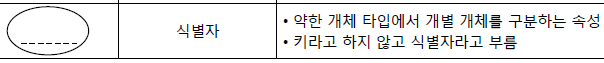 식별자
• 약한 개체 타입에서 개별 개체를 구분하는 속성
• 키라고 하지 않고 식별자라고 부름